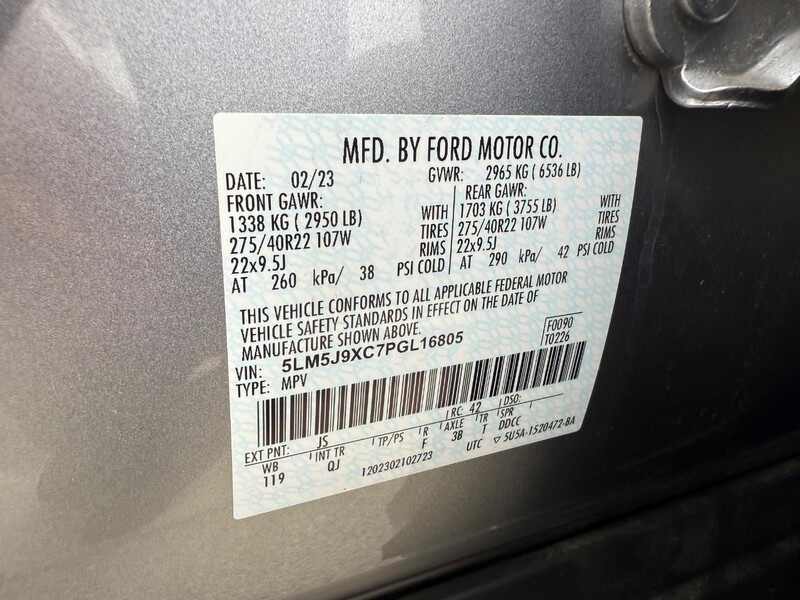 MFD. BY FORD MOTOR CO.
DATE: 02/23 GVWR: 2965 KG ( 6536 LB)
FRONT GAWR: REAR GAWR:
1338 KG ( 2950 LB) WITH 1703 KG ( 3755 LB) WITH
275/40R22 107W TIRES 275/40R22 107W TIRES
22x9.5J RIMS 22x9.5J RIMS
AT 260 kPa/ 38 PSI COLD AT 290 kPa/ 42 PSI COLD
THIS VEHICLE CONFORMS TO ALL APPLICABLE FEDERAL MOTOR
VEHICLE SAFETY STANDARDS IN EFFECT ON THE DATE OF
MANUFACTURE SHOWN ABOVE. F0090
VIN: 5LM5J9XC7PGL16805 T0226
TYPE: MPV
EXT PNT: JS RC: 42 DSO:
WB INT TR TP/PS R AXLE TR SPR
119 QJ F 3B T DDCC
1202302102723 UTC ▽ 5U5A-1520472-BA